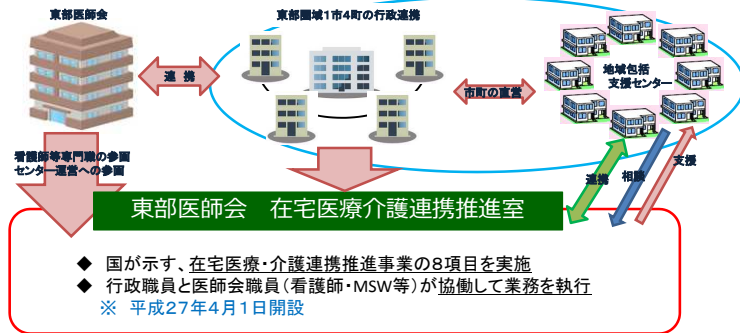 東部医師会
東部圏域1市4町の行政連携
連 携
市町の直営
地域包括
支援センター
看護師等専門職の参画
センター運営への参画
連携
相談
支援
東部医師会 在宅医療介護連携推進室
◆ 国が示す、在宅医療・介護連携推進事業の8項目を実施
◆ 行政職員と医師会職員(看護師・MSW等)が協働して業務を執行
※ 平成27年4月1日開設